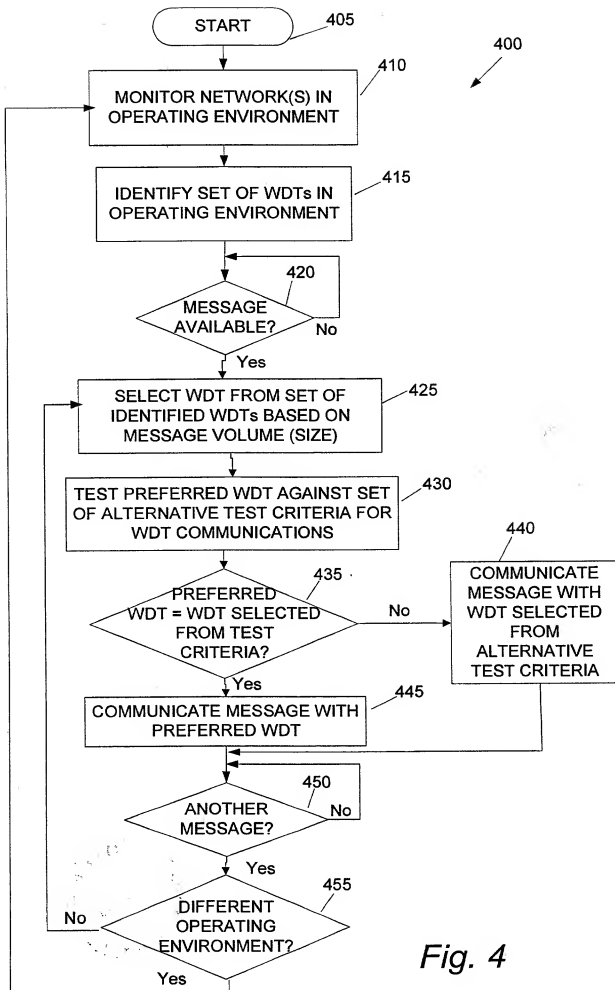 START
405
400
410
MONITOR NETWORK(S) IN
OPERATING ENVIRONMENT
415
IDENTIFY SET OF WDTs IN
OPERATING ENVIRONMENT
420
MESSAGE
AVAILABLE?
No
Yes
SELECT WDT FROM SET OF
IDENTIFIED WDTs BASED ON
MESSAGE VOLUME (SIZE)
425
TEST PREFERRED WDT AGAINST SET
OF ALTERNATIVE TEST CRITERIA FOR
WDT COMMUNICATIONS
430
435
PREFERRED
WDT = WDT SELECTED
FROM TEST
CRITERIA?
No
Yes
440
COMMUNICATE
MESSAGE WITH
WDT SELECTED
FROM
ALTERNATIVE
TEST CRITERIA
445
COMMUNICATE MESSAGE WITH
PREFERRED WDT
450
ANOTHER
MESSAGE?
No
Yes
455
DIFFERENT
OPERATING
ENVIRONMENT?
No
Yes
Fig. 4